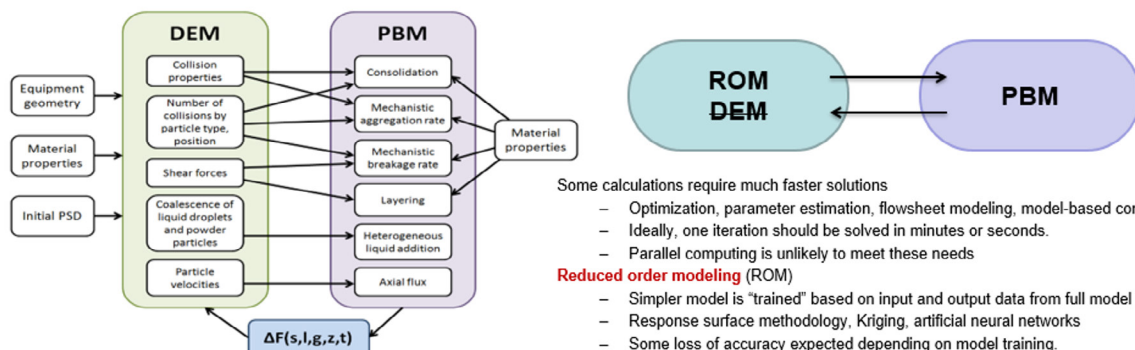 DEM
PBM
Equipment
geometry
Material
properties
Initial PSD
Collision
properties
Number of
collisions by
particle type,
position
Shear forces
Coalescence of
liquid droplets
and powder
particles
Particle
velocities
Consolidation
Mechanistic
aggregation rate
Mechanistic
breakage rate
Layering
Heterogeneous
liquid addition
Axial flux
Material
properties
ΔF(s,l,g,z,t)
ROM
DEM
PBM
Some calculations require much faster solutions
– Optimization, parameter estimation, flowsheet modeling, model-based
– Ideally, one iteration should be solved in minutes or seconds.
– Parallel computing is unlikely to meet these needs
Reduced order modeling (ROM)
– Simpler model is “trained” based on input and output data from full model
– Response surface methodology, Kriging, artificial neural networks
– Some loss of accuracy expected depending on model training.